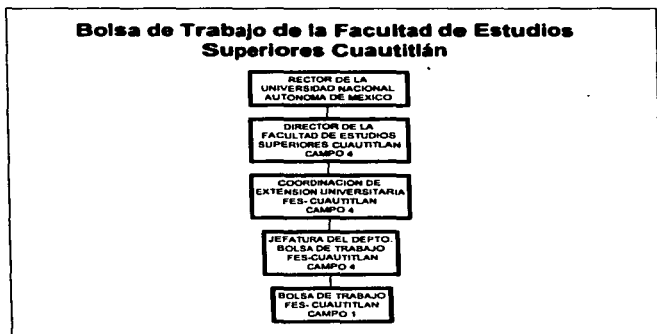 Bolsa de Trabajo de la Facultad de Estudios
Superiores Cuautitlán
RECTOR DE LA
UNIVERSIDAD NACIONAL
AUTONOMA DE MEXICO
DIRECTOR DE LA
FACULTAD DE ESTUDIOS
SUPERIORES CUAUTITLAN
CAMPO 4
COORDINACION DE
EXTENSION UNIVERSITARIA
FES- CUAUTITLAN
CAMPO 4
JEFATURA DEL DEPTO.
BOLSA DE TRABAJO
FES-CUAUTITLAN
CAMPO 4
BOLSA DE TRABAJO
FES- CUAUTITLAN
CAMPO 1